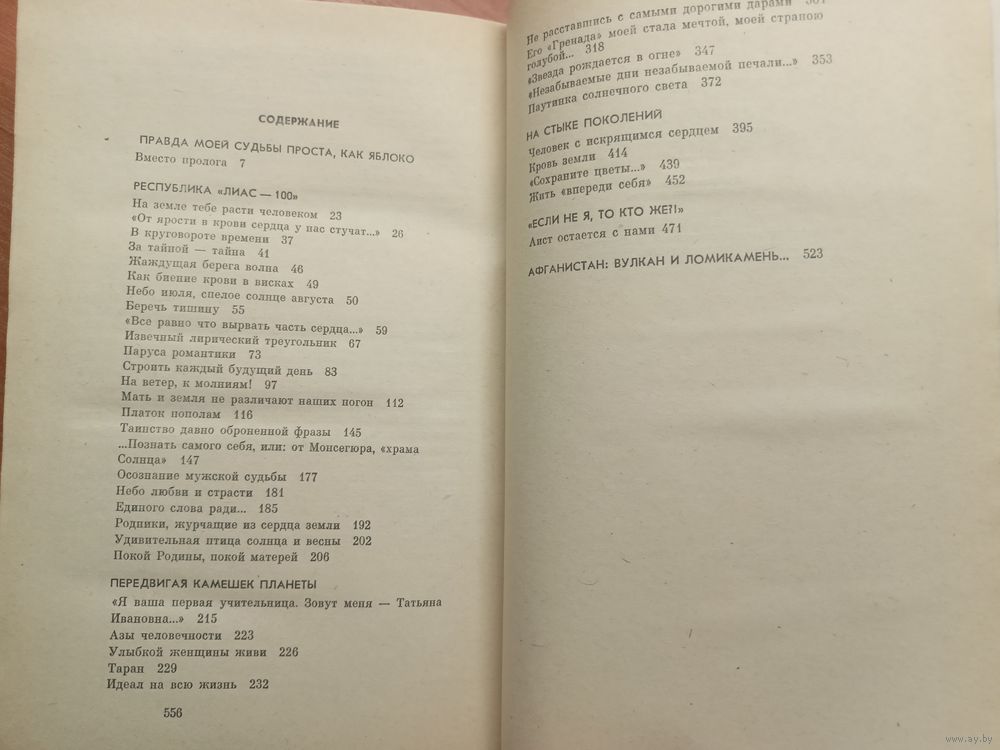 СОДЕРЖАНИЕ
ПРАВДА МОЕЙ СУДЬБЫ ПРОСТА, КАК ЯБЛОКО
Вместо пролога 7
РЕСПУБЛИКА «ЛИАС — 100»
На земле тебе расти человеком 23
«От ярости в крови сердца у нас стучат...» 26
В круговороте времени 37
За тайной — тайна 41
Жаждущая берега волна 46
Как биение крови в висках 49
Небо июля, спелое солнце августа 50
Беречь тишину 55
«Все равно что вырвать часть сердца...» 59
Извечный лирический треугольник 67
Паруса романтики 73
Строить каждый будущий день 83
На ветер, к молниям! 97
Мать и земля не различают наших погон 112
Платок пополам 116
Таинство давно оброненной фразы 145
...Познать самого себя, или: от Монсегюра, «храма
Солнца» 147
Осознание мужской судьбы 177
Небо любви и страсти 181
Единого слова ради... 185
Родники, журчащие из сердца земли 192
Удивительная птица солнца и весны 202
Покой Родины, покой матерей 206
ПЕРЕДВИГАЯ КАМЕШЕК ПЛАНЕТЫ
«Я ваша первая учительница. Зовут меня — Татьяна
Ивановна...» 215
Азы человечности 223
Улыбкой женщины живи 226
Таран 229
Идеал на всю жизнь 232
556
Не расставшись с самыми дорогими дарами
Его «Гренада» моей стала мечтой, моей страною
голубой... 318
«Звезда рождается в огне» 347
«Незабываемые дни незабываемой печали...» 353
Паутинка солнечного света 372
НА СТЫКЕ ПОКОЛЕНИЙ
Человек с искрящимся сердцем 395
Кровь земли 414
«Сохраните цветы...» 439
Жить «впереди себя» 452
«ЕСЛИ НЕ Я, ТО КТО ЖЕ?!»
Лист остается с нами 471
АФГАНИСТАН: ВУЛКАН И ЛОМИКАМЕНЬ... 523
www.ay.by